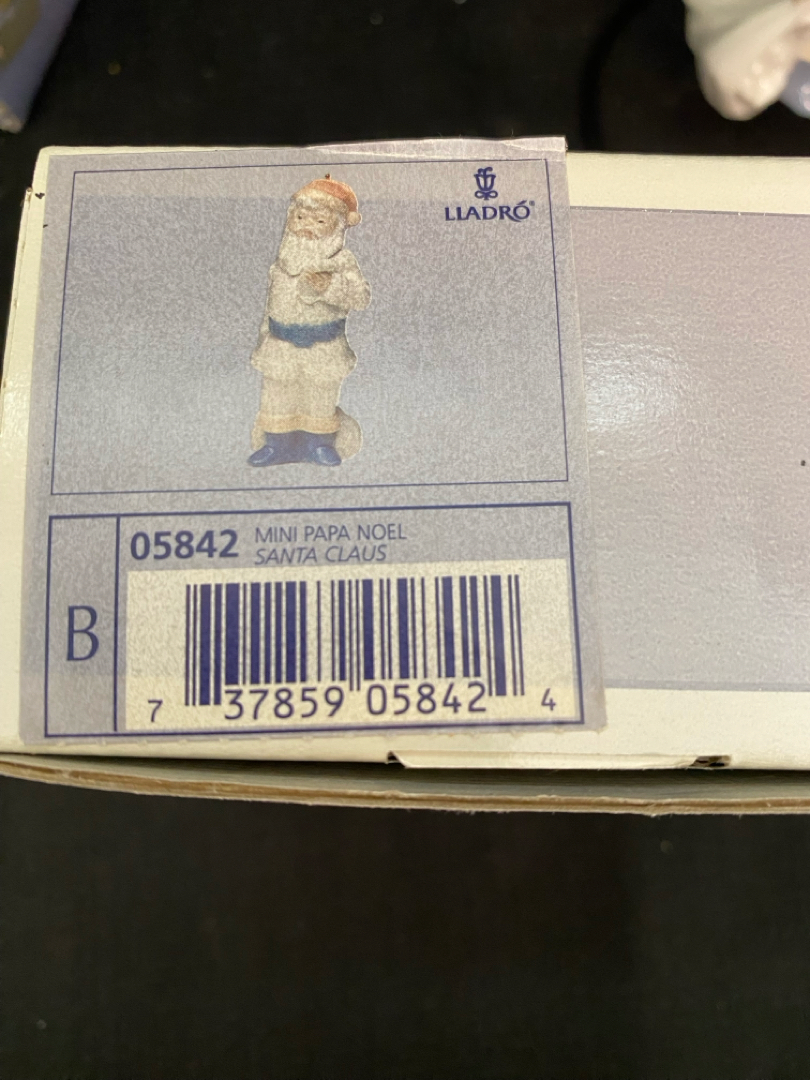 LLADRÓ®
05842 MINI PAPA NOEL
SANTA CLAUS
B
7 37859 05842 4